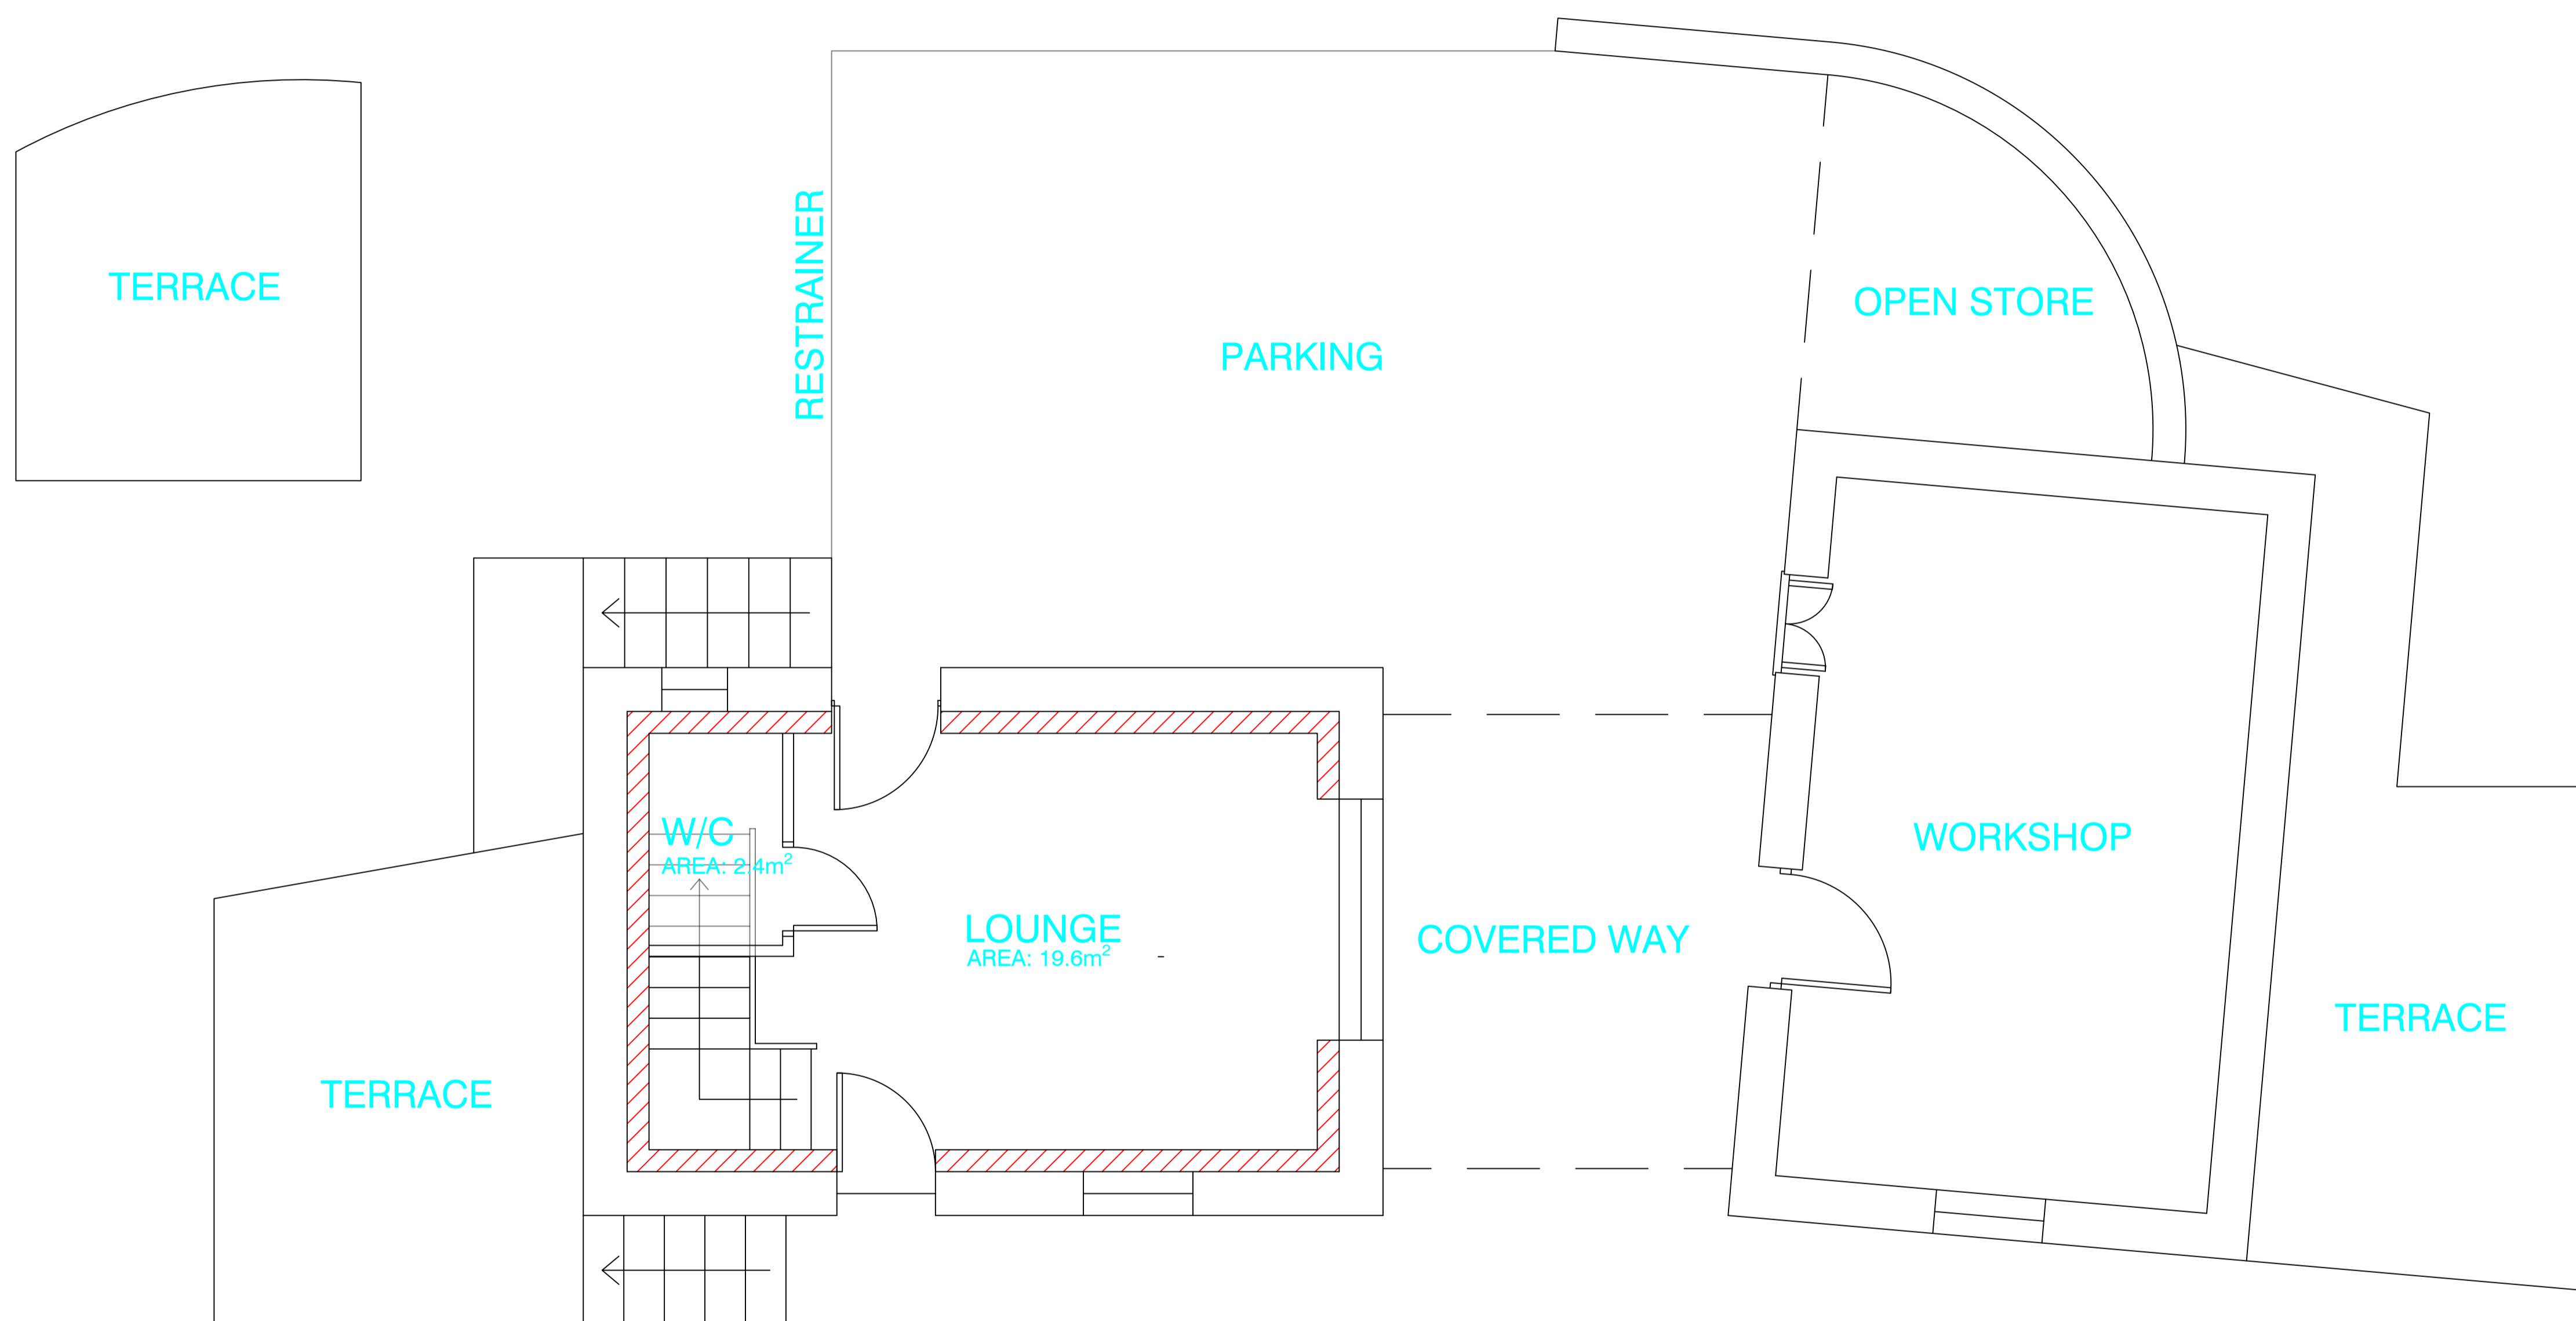 TERRACE
RESTRAINER
PARKING
OPEN STORE
W/C
AREA: 2.4m²
LOUNGE
AREA: 19.6m²
COVERED WAY
WORKSHOP
TERRACE
TERRACE